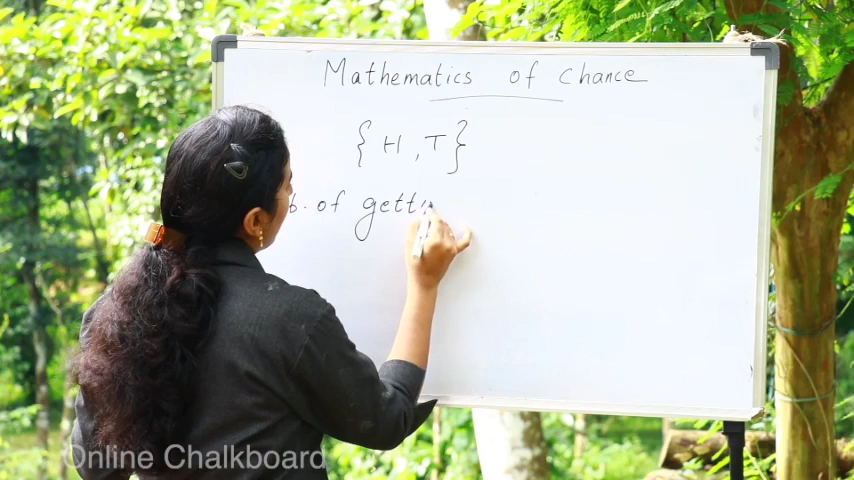 Mathematics of chance
{H, T}
b. of gett
Online Chalkboard